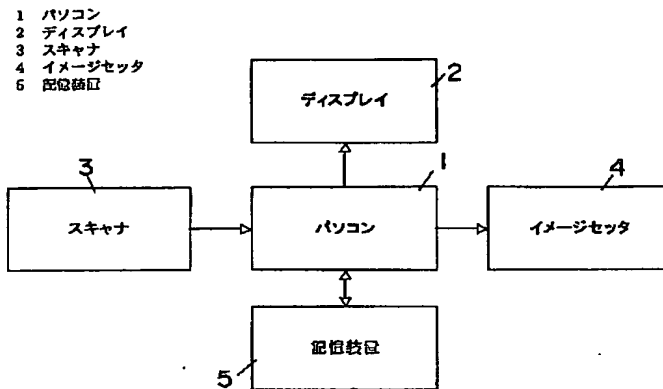 1 パソコン
2 ディスプレイ
3 スキャナ
4 イメージセッタ
5 記憶装置
ディスプレイ
2
3
1
4
スキャナ
パソコン
イメージセッタ
記憶装置
5